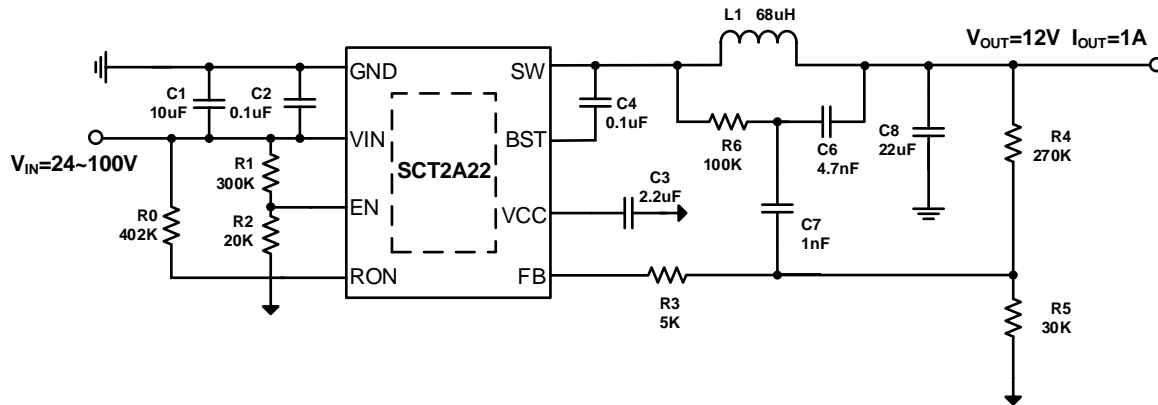 L1 68uH
VOUT=12V IOUT=1A
GND
SW
C1
10uF
C2
0.1uF
C4
0.1uF
R6
100K
C6
4.7nF
C8
22uF
R4
270K
VIN
BST
VIN=24~100V
R1
300K
SCT2A22
C3
2.2uF
EN
VCC
R0
402K
R2
20K
C7
1nF
RON
FB
R3
5K
R5
30K